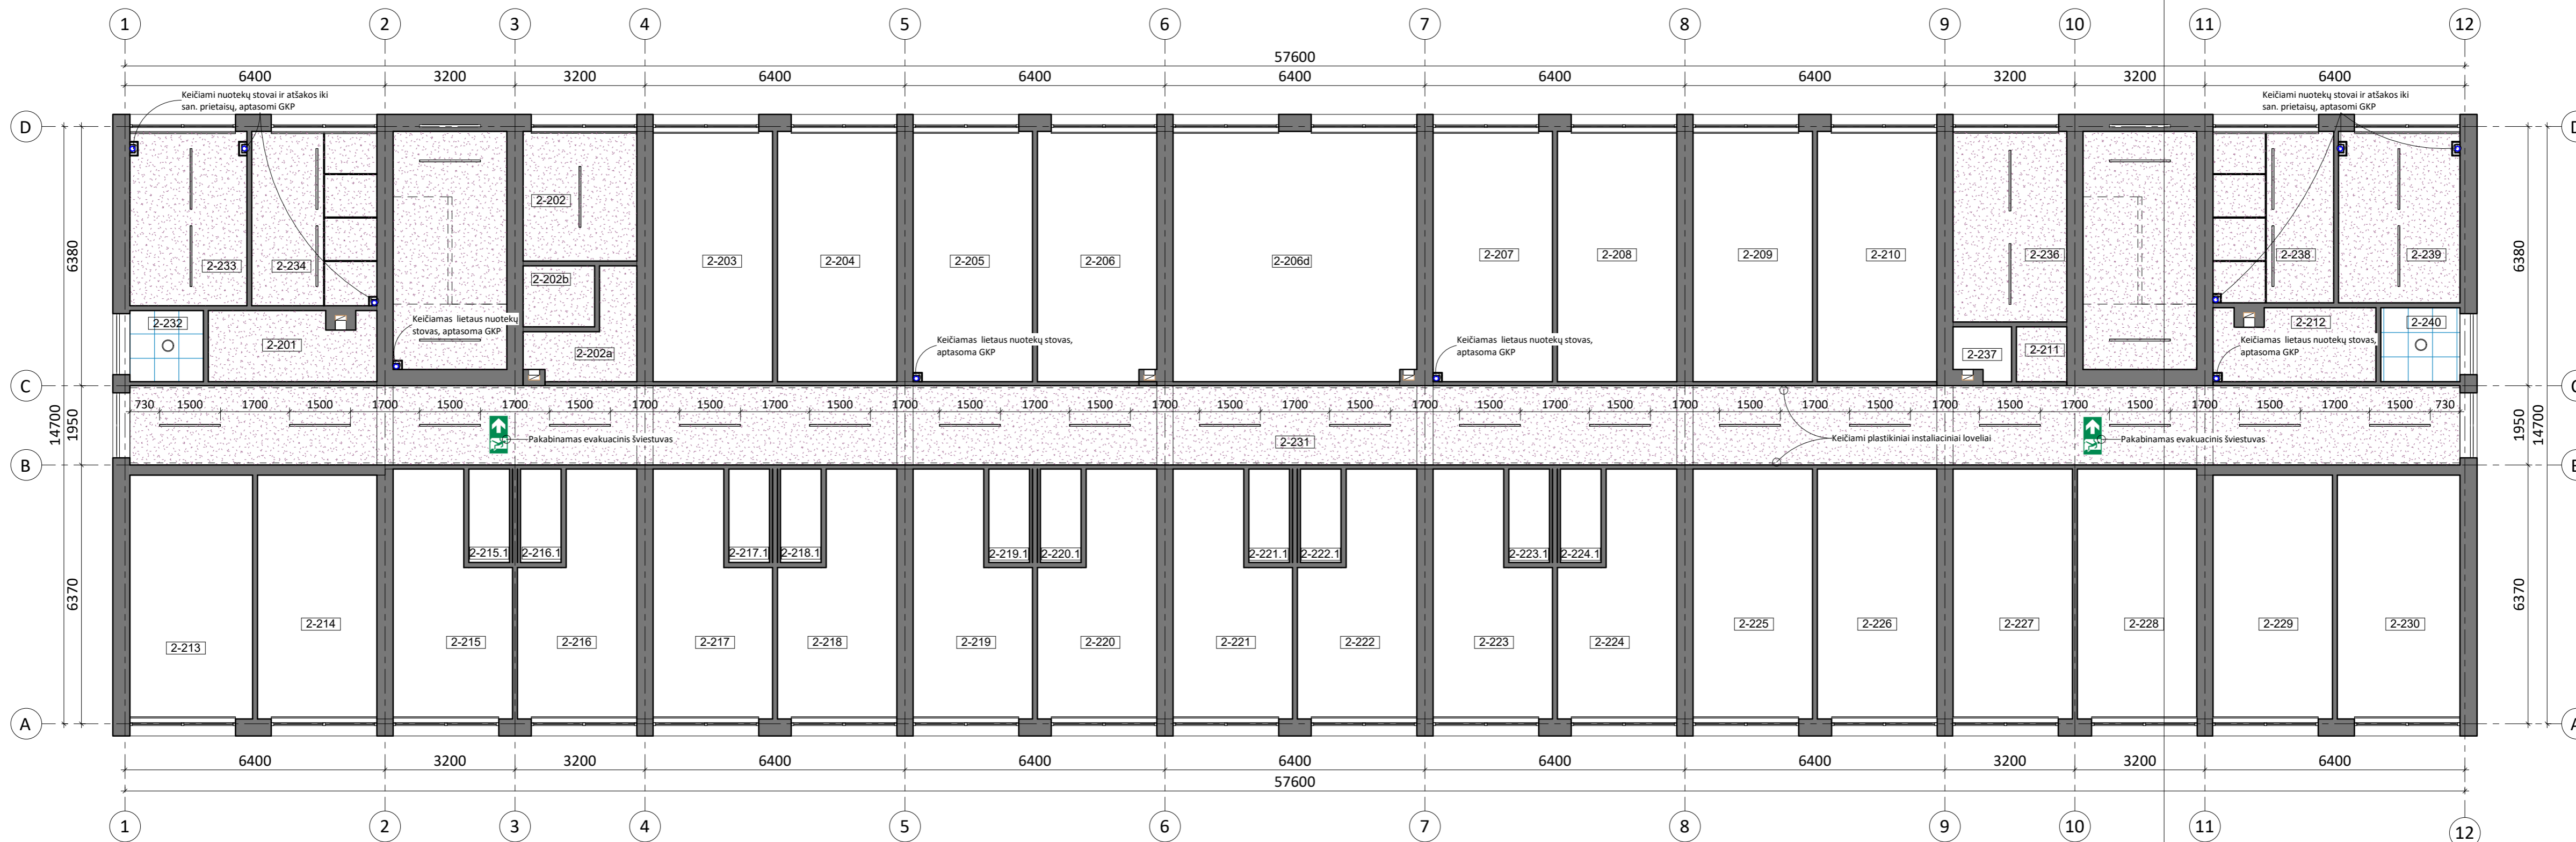 1 2 3 4 5 6 7 8 9 10 11 12
57600
6400 3200 3200 6400 6400 6400 6400 6400 3200 3200 6400
Keičiami nuotekų stovai ir atšakos iki
san. prietaisų, aptasomi GKP
Keičiami nuotekų stovai ir atšakos iki
san. prietaisų, aptasomi GKP
D D
2-202
2-233 2-234 2-202b 2-203 2-204 2-205 2-206 2-206d 2-207 2-208 2-209 2-210 2-236 2-238 2-239
6380 6380
2-232 2-201
Keičiamas lietaus nuotekų
stovas, aptasoma GKP
2-202a
Keičiamas lietaus nuotekų stovas,
aptasoma GKP
Keičiamas lietaus nuotekų stovas,
aptasoma GKP
2-237 2-211
2-212 2-240
Keičiamas lietaus nuotekų stovas,
aptasoma GKP
C C
730 1500 1700 1500 1700 1500 1700 1500 1700 1500 1700 1500 1700 1500 1700 1500 1700 1500 1700 1500 1700 1500 1700 1500 1700 1500 1700 1500 1700 1500 1700 1500 1700 1500 1700 1500 730
14700 1950 1950 14700
Pakabinamas evakuacinis šviestuvas
2-231
Keičiami plastikiniai instaliaciniai loveliai
Pakabinamas evakuacinis šviestuvas
B B
2-215.1 2-216.1 2-217.1 2-218.1 2-219.1 2-220.1 2-221.1 2-222.1 2-223.1 2-224.1
6370 6370
2-213 2-214 2-215 2-216 2-217 2-218 2-219 2-220 2-221 2-222 2-223 2-224 2-225 2-226 2-227 2-228 2-229 2-230
A A
6400 3200 3200 6400 6400 6400 6400 6400 3200 3200 6400
57600
1 2 3 4 5 6 7 8 9 10 11 12